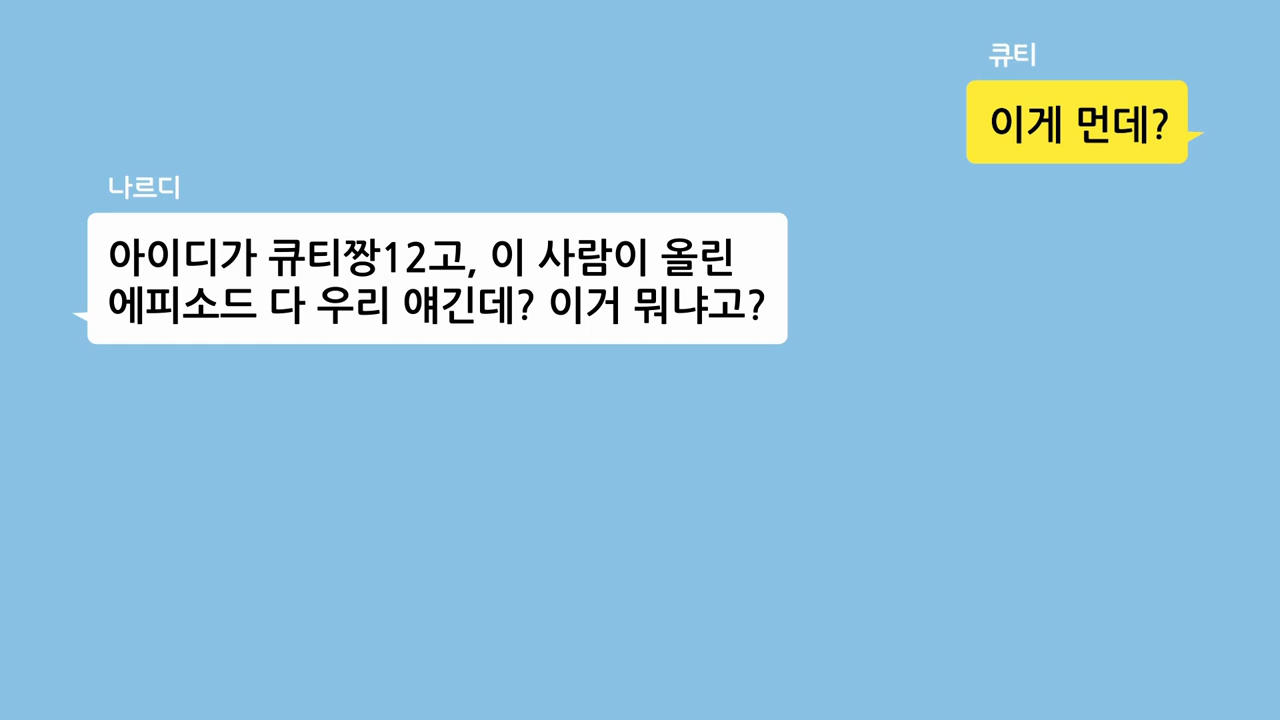 큐티
이게 먼데?
나르디
아이디가 큐티짱12고, 이 사람이 올린
에피소드 다 우리 얘긴데? 이거 뭐냐고?